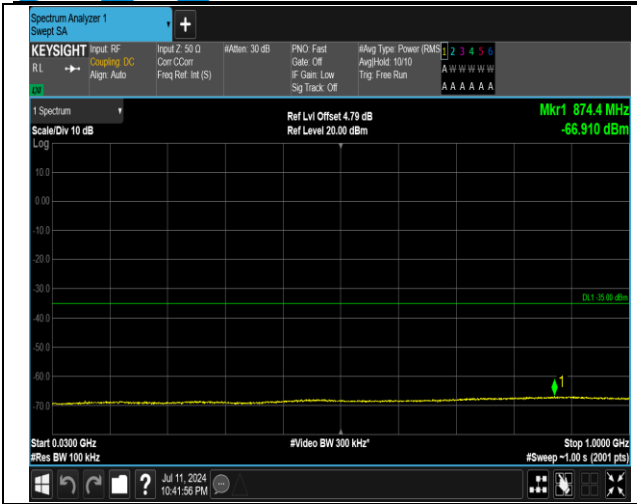 Spectrum Analyzer 1
Swept SA
+
KEYSIGHT Input: RF
RL
Coupling: DC
Align: Auto
LXI
Input Z: 50 Ω
Corr CCorr
Freq Ref: Int (S)
#Atten: 30 dB
PNO: Fast
Gate: Off
IF Gain: Low
Sig Track: Off
#Avg Type: Power (RMS
Avg|Hold: 10/10
Trig: Free Run
1 2 3 4 5 6
A W W W W W
A A A A A A
1 Spectrum
Scale/Div 10 dB
Log
Ref Lvl Offset 4.79 dB
Ref Level 20.00 dBm
Mkr1 874.4 MHz
-66.910 dBm
10.0
0.00
-10.0
-20.0
-30.0
DL1 -35.00 dBm
-40.0
-50.0
-60.0
1
-70.0
Start 0.0300 GHz
#Res BW 100 kHz
#Video BW 300 kHz*
Stop 1.0000 GHz
#Sweep ~1.00 s (2001 pts)
?
Jul 11, 2024
10:41:56 PM